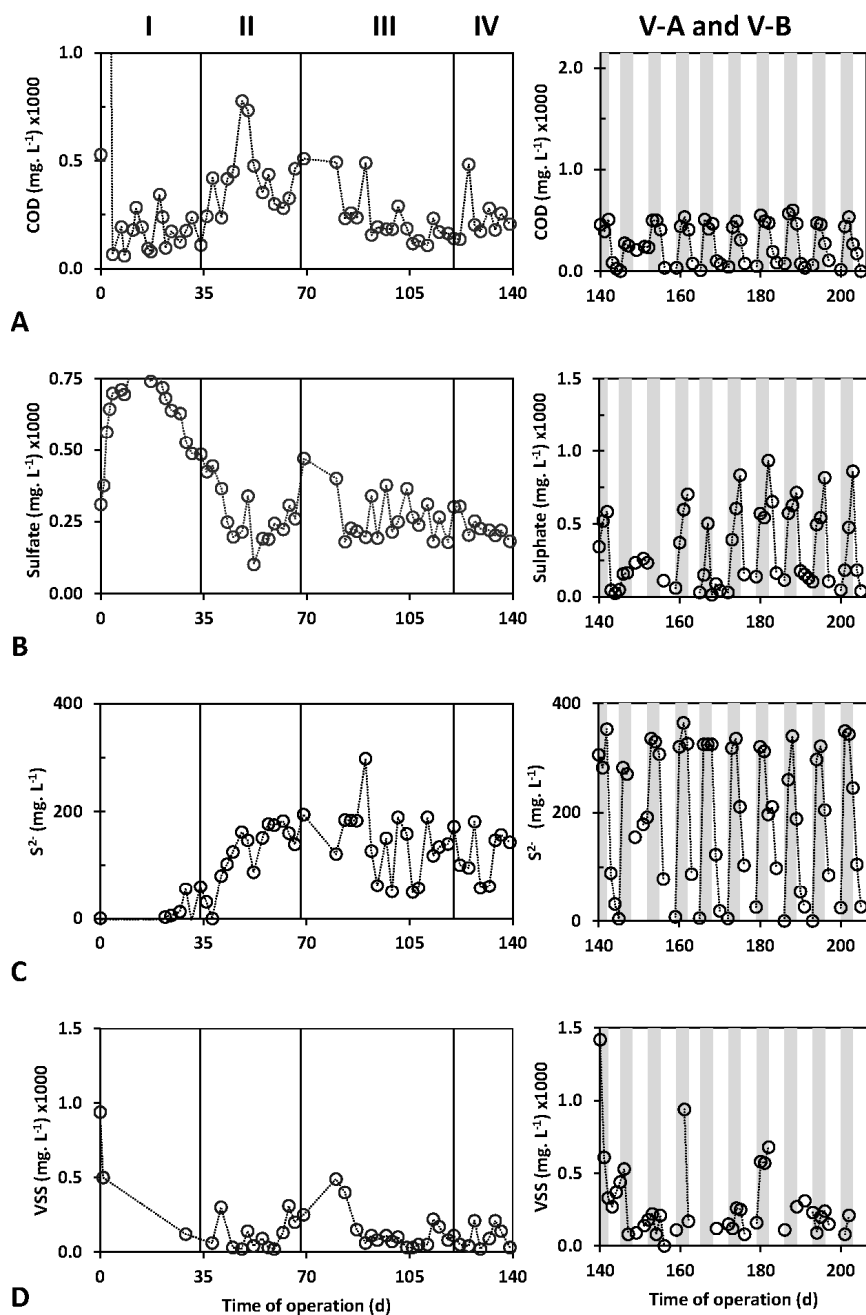 I II III IV V-A and V-B
COD (mg. L-1) x1000
1.0
0.5
0.0
0 35 70 105 140
COD (mg. L-1) x1000
2.0
1.0
0.0
140 160 180 200
A
Sulfate (mg. L-1) x1000
0.75
0.50
0.25
0.00
0 35 70 105 140
Sulphate (mg. L-1) x1000
1.5
1.0
0.5
0.0
140 160 180 200
B
S2- (mg. L-1)
400
200
0
0 35 70 105 140
S2- (mg. L-1)
400
200
0
140 160 180 200
C
VSS (mg. L-1) x1000
1.5
1.0
0.5
0.0
0 35 70 105 140
Time of operation (d)
VSS (mg. L-1) x1000
1.5
1.0
0.5
0.0
140 160 180 200
Time of operation (d)
D